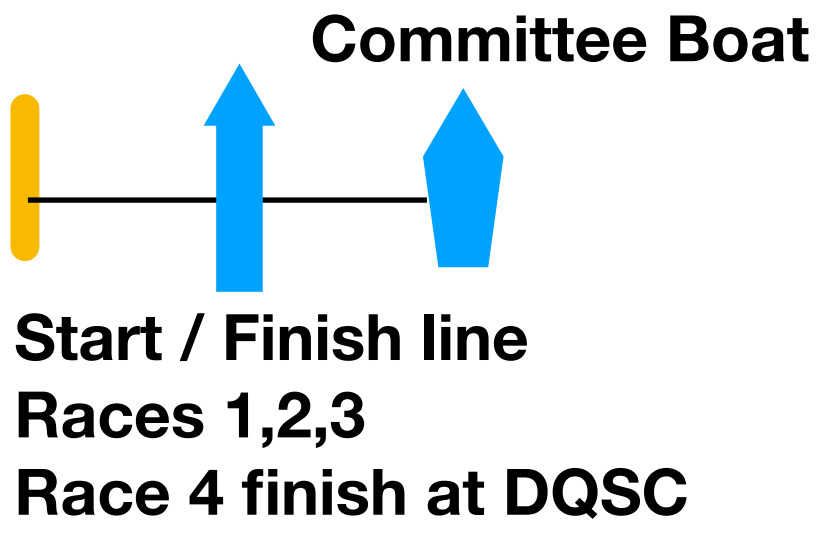 Committee Boat
Start / Finish line
Races 1,2,3
Race 4 finish at DQSC